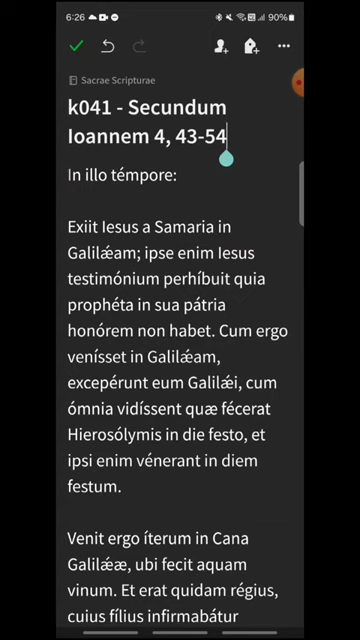 6:26
90%
Sacrae Scripturae
k041 - Secundum
Ioannem 4, 43-54
In illo témpore:
Exiit Iesus a Samaria in
Galilǽam; ipse enim Iesus
testimónium perhíbuit quia
prophéta in sua pátria
honórem non habet. Cum ergo
venísset in Galilǽam,
excepérunt eum Galilǽi, cum
ómnia vidíssent quæ fécerat
Hierosólymis in die festo, et
ipsi enim vénerant in diem
festum.
Venit ergo íterum in Cana
Galilǽæ, ubi fecit aquam
vinum. Et erat quidam régius,
cuius fílius infirmabátur